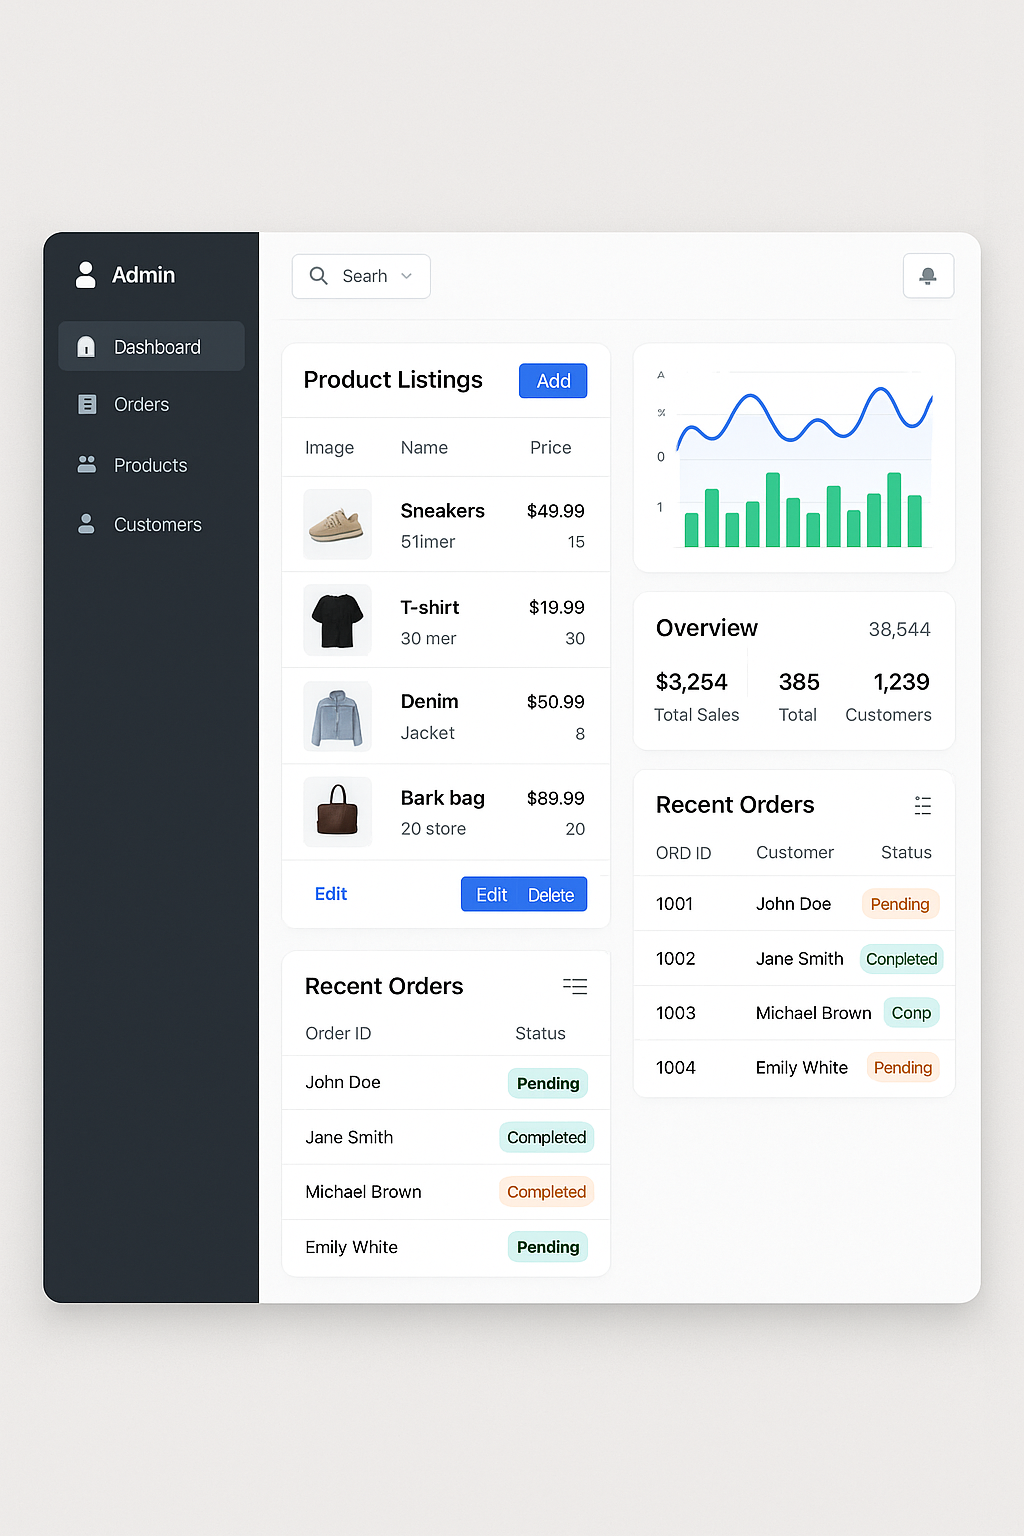 Admin
Dashboard
Orders
Products
Customers
Searh
Product Listings
Add
Image Name Price
Sneakers $49.99
51imer 15
T-shirt $19.99
30 mer 30
Denim $50.99
Jacket 8
Bark bag $89.99
20 store 20
Edit Edit Delete
Recent Orders
Order ID Status
John Doe Pending
Jane Smith Completed
Michael Brown Completed
Emily White Pending
A
%
0
1
Overview 38,544
$3,254 385 1,239
Total Sales Total Customers
Recent Orders
ORD ID Customer Status
1001 John Doe Pending
1002 Jane Smith Conpleted
1003 Michael Brown Conp
1004 Emily White Pending